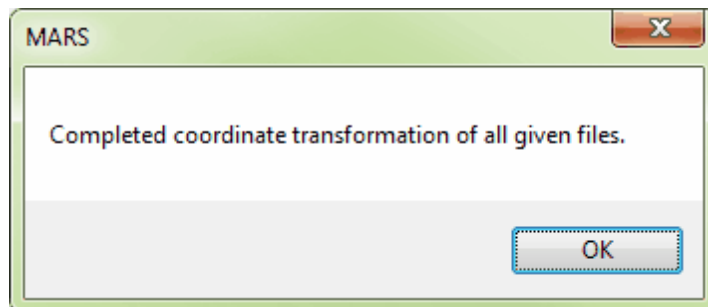 MARS
Completed coordinate transformation of all given files.
OK